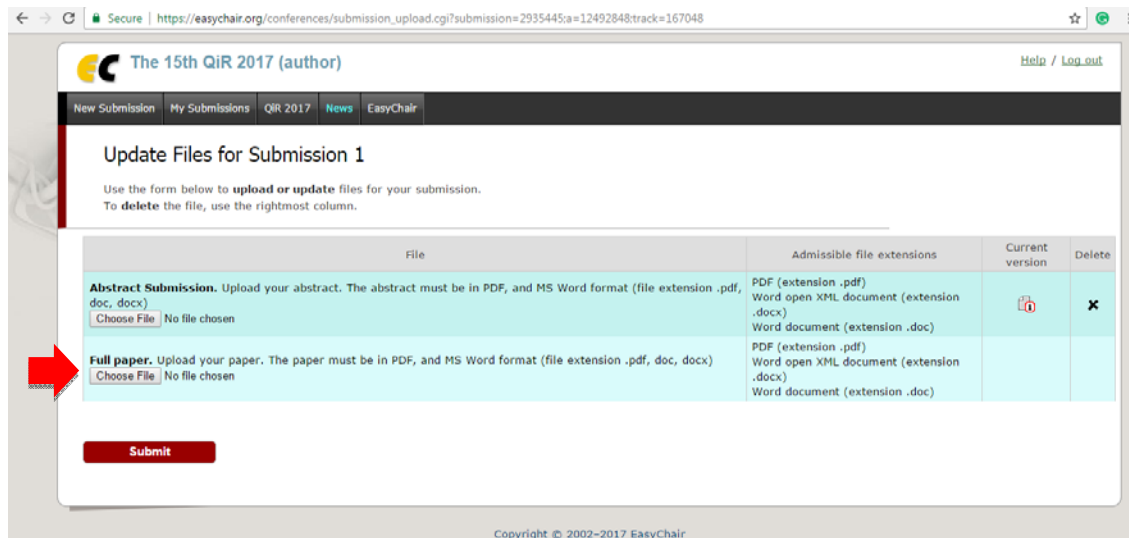 Secure | https://easychair.org/conferences/submission_upload.cgi?submission=2935445;a=12492848;track=167048
EC The 15th QiR 2017 (author)
Help / Log out
New Submission My Submissions QiR 2017 News EasyChair
Update Files for Submission 1
Use the form below to upload or update files for your submission.
To delete the file, use the rightmost column.
File Admissible file extensions Current version Delete
Abstract Submission. Upload your abstract. The abstract must be in PDF, and MS Word format (file extension .pdf,
doc, docx)
Choose File No file chosen
PDF (extension .pdf)
Word open XML document (extension
.docx)
Word document (extension .doc)
Full paper. Upload your paper. The paper must be in PDF, and MS Word format (file extension .pdf, doc, docx)
Choose File No file chosen
PDF (extension .pdf)
Word open XML document (extension
.docx)
Word document (extension .doc)
Submit
Copyright © 2002–2017 EasyChair